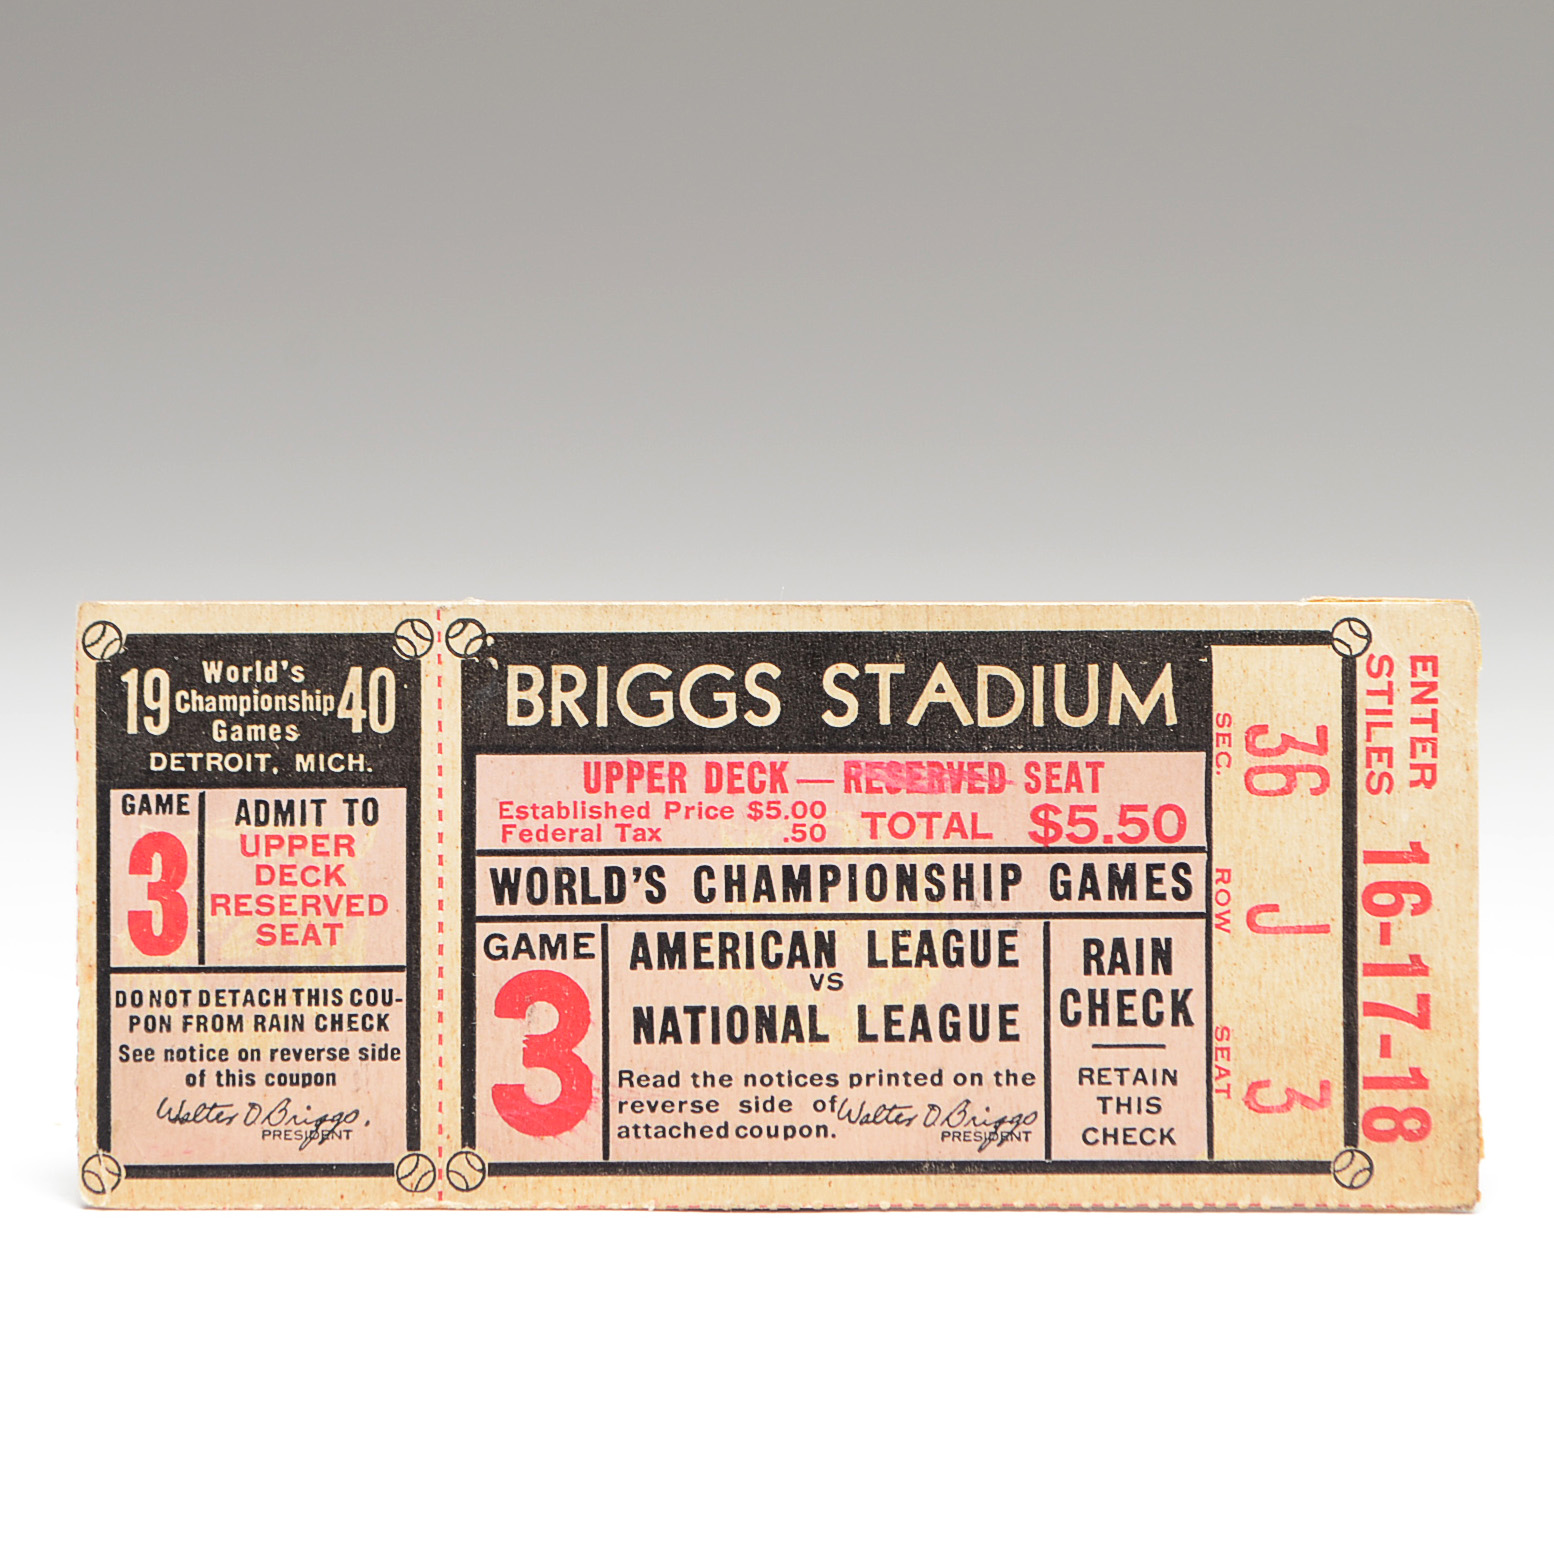 19 World's 40
Championship
Games
DETROIT, MICH.
GAME
3
ADMIT TO
UPPER
DECK
RESERVED
SEAT
DO NOT DETACH THIS COU-
PON FROM RAIN CHECK
See notice on reverse side
of this coupon
Walter O Briggs.
PRESIDENT
BRIGGS STADIUM
UPPER DECK — RESERVED SEAT
Established Price $5.00
Federal Tax .50
TOTAL $5.50
WORLD'S CHAMPIONSHIP GAMES
GAME
3
AMERICAN LEAGUE
VS
NATIONAL LEAGUE
Read the notices printed on the
reverse side of
attached coupon.
Walter O Briggs
PRESIDENT
RAIN
CHECK
RETAIN
THIS
CHECK
SEC. 36 ROW J SEAT 3
ENTER
STILES 16-17-18